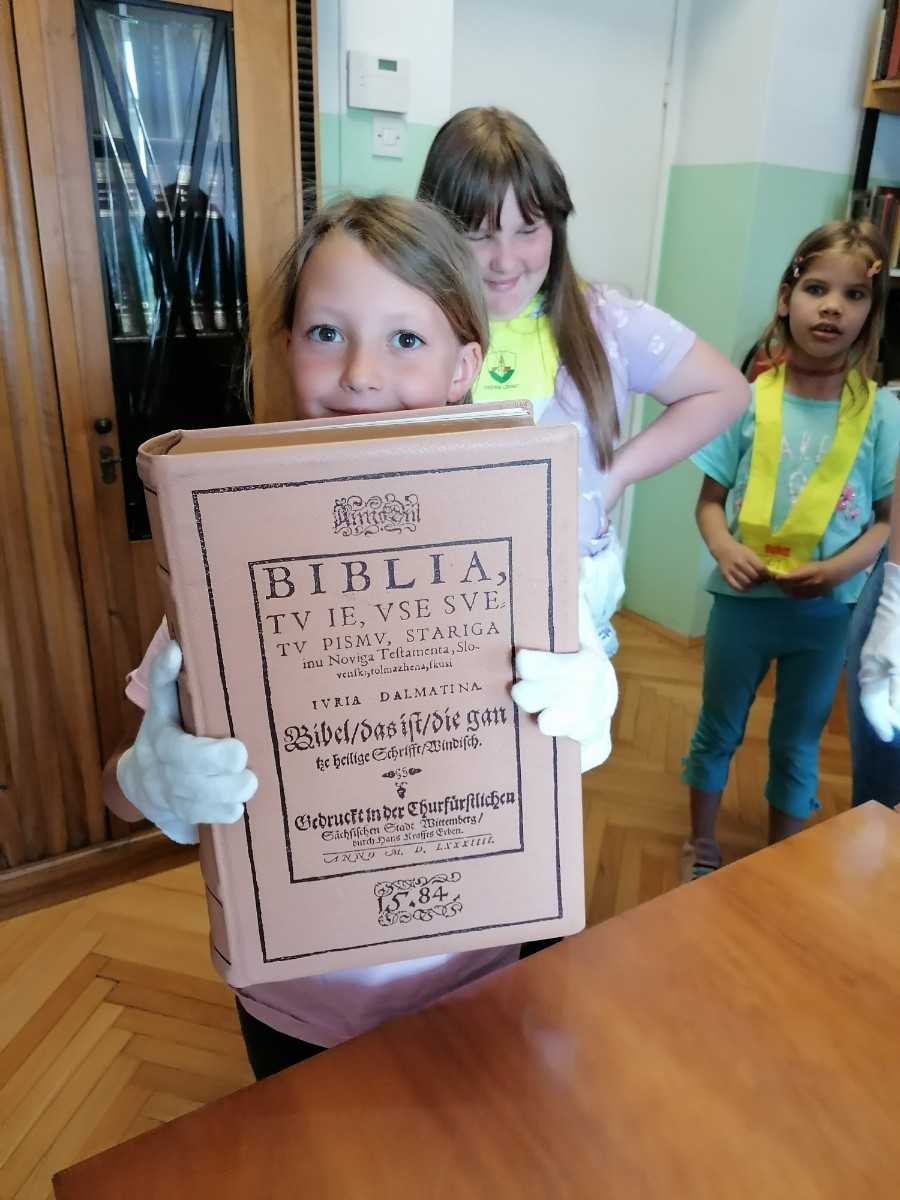 Anno Dni
BIBLIA,
TV IE, VSE SVE-
TV PISMV, STARIGA
inu Noviga Testamenta, Slo-
venski, tolmazhena, skusi
IVRIA DALMATINA.
Bibel / das ist / die gan
tze heilige Schrifft / Windisch.
Gedruckt in der Churfürstlichen
Sächsischen Stadt Wittemberg /
durch Hans Kraffts Erben.
ANNO M. D. LXXXIIII.
15.84.